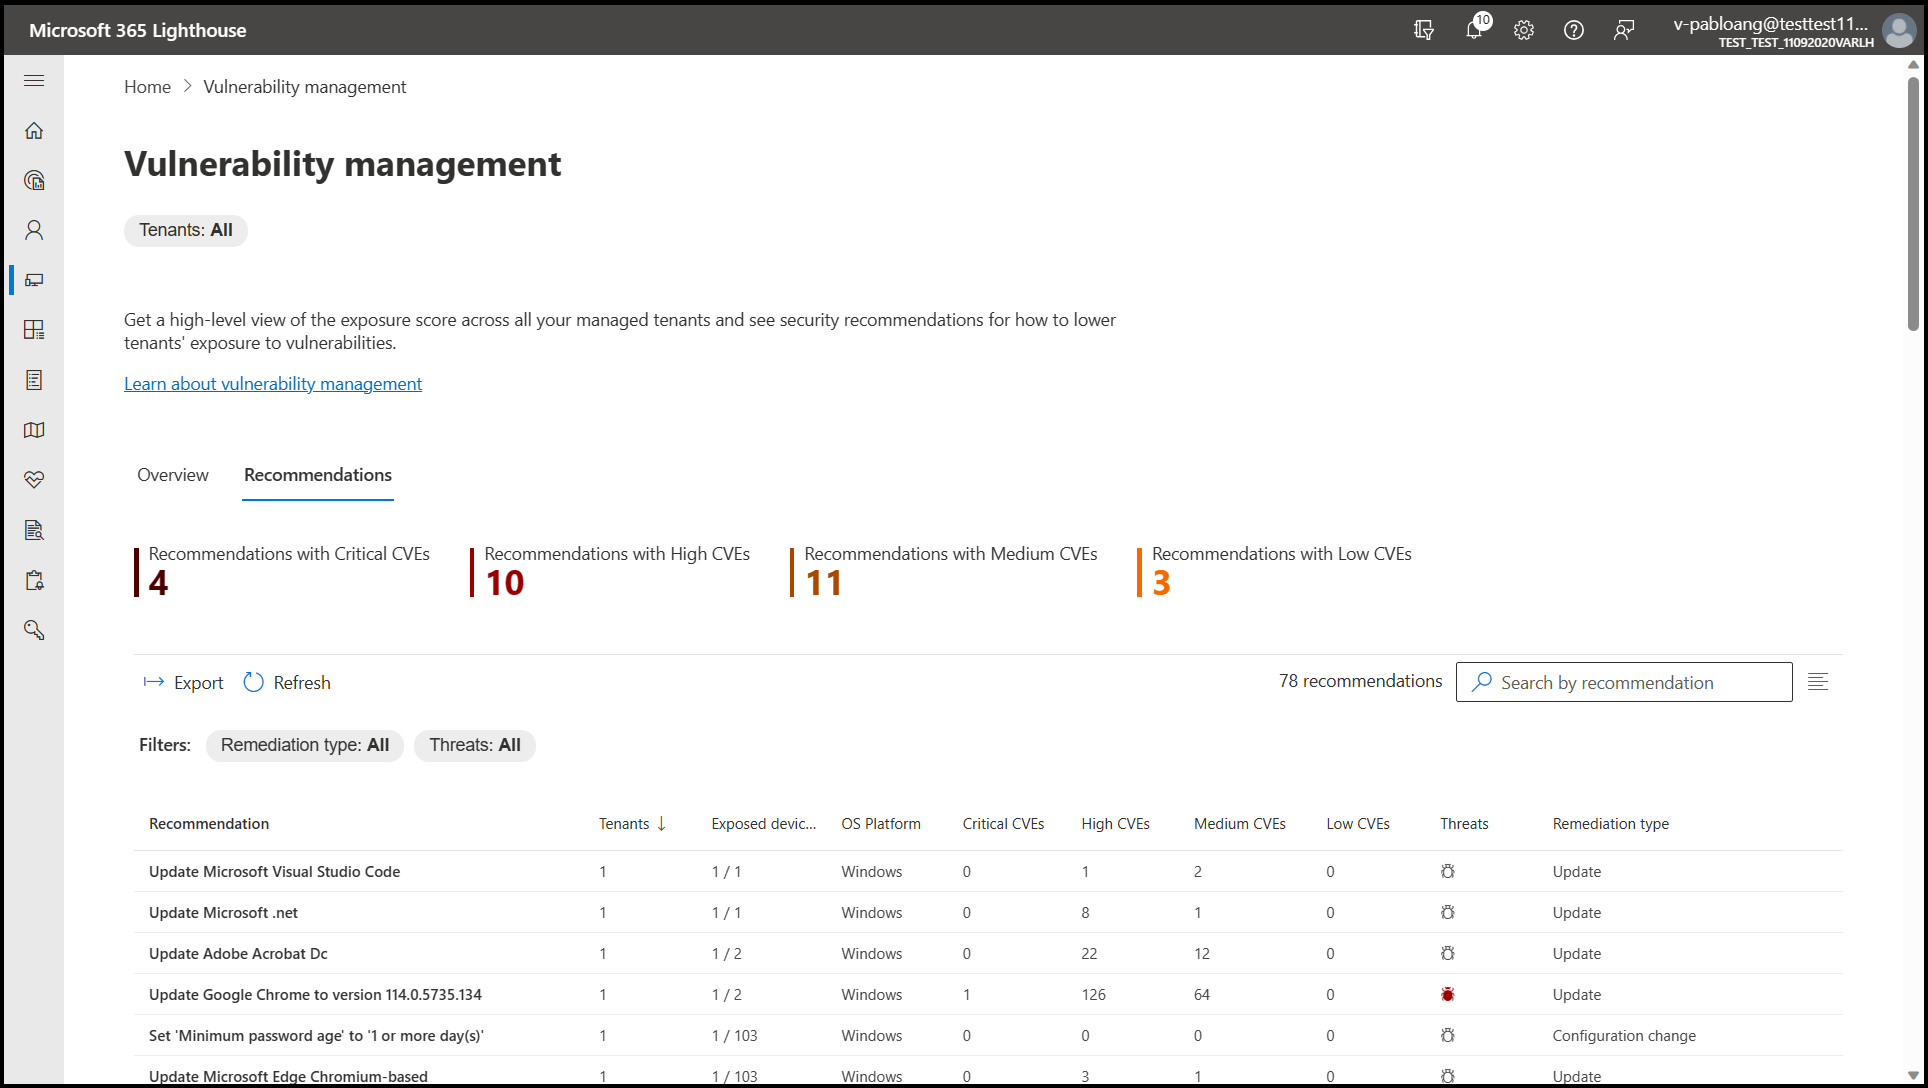 Microsoft 365 Lighthouse
10
v-pabloang@testtest11...
TEST_TEST_11092020VARLH
Home > Vulnerability management
Vulnerability management
Tenants: All
Get a high-level view of the exposure score across all your managed tenants and see security recommendations for how to lower
tenants' exposure to vulnerabilities.
Learn about vulnerability management
Overview Recommendations
Recommendations with Critical CVEs
4
Recommendations with High CVEs
10
Recommendations with Medium CVEs
11
Recommendations with Low CVEs
3
Export Refresh 78 recommendations Search by recommendation
Filters: Remediation type: All Threats: All
Recommendation Tenants ↓ Exposed devic... OS Platform Critical CVEs High CVEs Medium CVEs Low CVEs Threats Remediation type
Update Microsoft Visual Studio Code 1 1 / 1 Windows 0 1 2 0 Update
Update Microsoft .net 1 1 / 1 Windows 0 8 1 0 Update
Update Adobe Acrobat Dc 1 1 / 2 Windows 0 22 12 0 Update
Update Google Chrome to version 114.0.5735.134 1 1 / 2 Windows 1 126 64 0 Update
Set 'Minimum password age' to '1 or more day(s)' 1 1 / 103 Windows 0 0 0 0 Configuration change
Update Microsoft Edge Chromium-based 1 1 / 103 Windows 0 3 1 0 Update